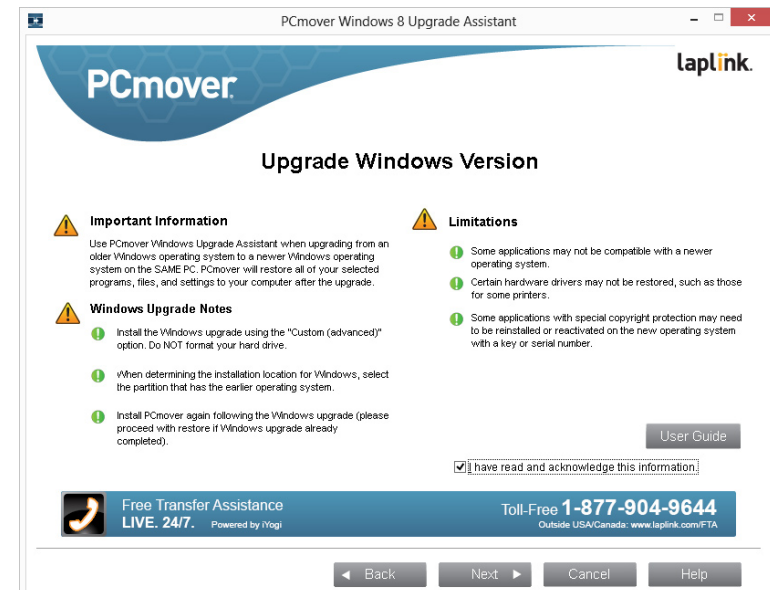 PCmover Windows 8 Upgrade Assistant
PCmover
laplink.
Upgrade Windows Version
Important Information
Use PCmover Windows Upgrade Assistant when upgrading from an
older Windows operating system to a newer Windows operating
system on the SAME PC. PCmover will restore all of your selected
programs, files, and settings to your computer after the upgrade.
Windows Upgrade Notes
Install the Windows upgrade using the "Custom (advanced)"
option. Do NOT format your hard drive.
When determining the installation location for Windows, select
the partition that has the earlier operating system.
Install PCmover again following the Windows upgrade (please
proceed with restore if Windows upgrade already
completed).
Limitations
Some applications may not be compatible with a newer
operating system.
Certain hardware drivers may not be restored, such as those
for some printers.
Some applications with special copyright protection may need
to be reinstalled or reactivated on the new operating system
with a key or serial number.
User Guide
I have read and acknowledge this information.
Free Transfer Assistance
LIVE. 24/7. Powered by iYogi
Toll-Free 1-877-904-9644
Outside USA/Canada: www.laplink.com/FTA
Back
Next
Cancel
Help